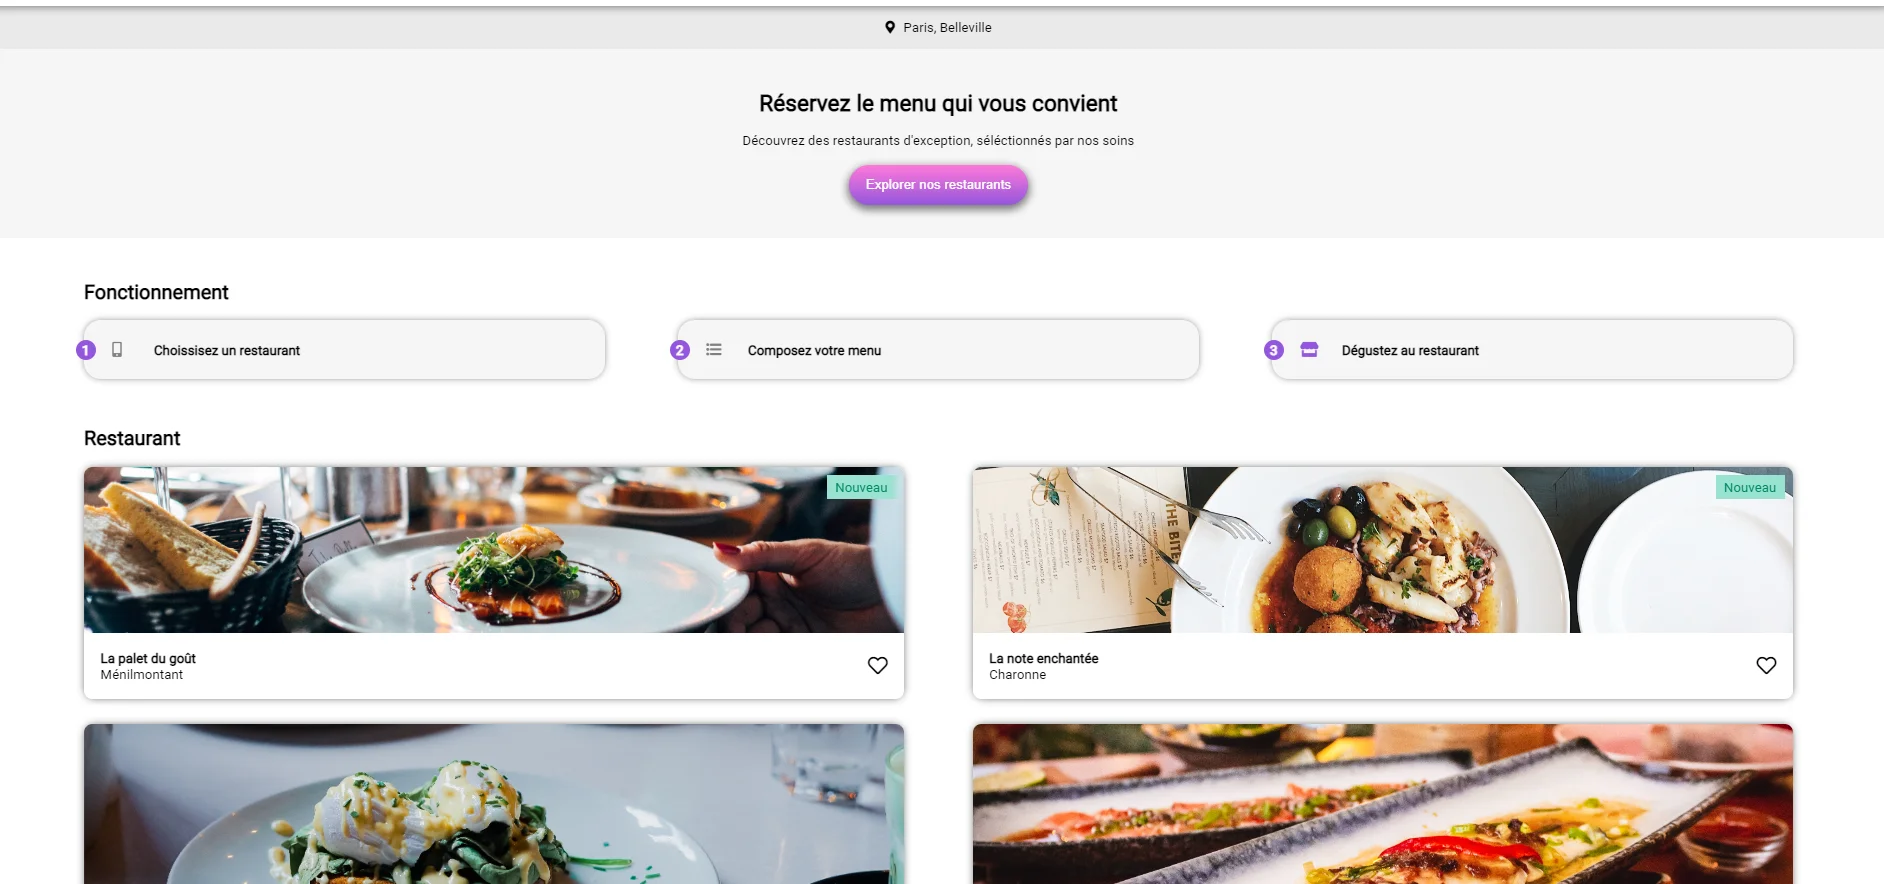 Paris, Belleville
Réservez le menu qui vous convient
Découvrez des restaurants d'exception, séléctionnés par nos soins
Explorer nos restaurants
Fonctionnement
1 Choissisez un restaurant
2 Composez votre menu
3 Dégustez au restaurant
Restaurant
Nouveau
THE BITE
Nouveau
La palet du goût
Ménilmontant
La note enchantée
Charonne